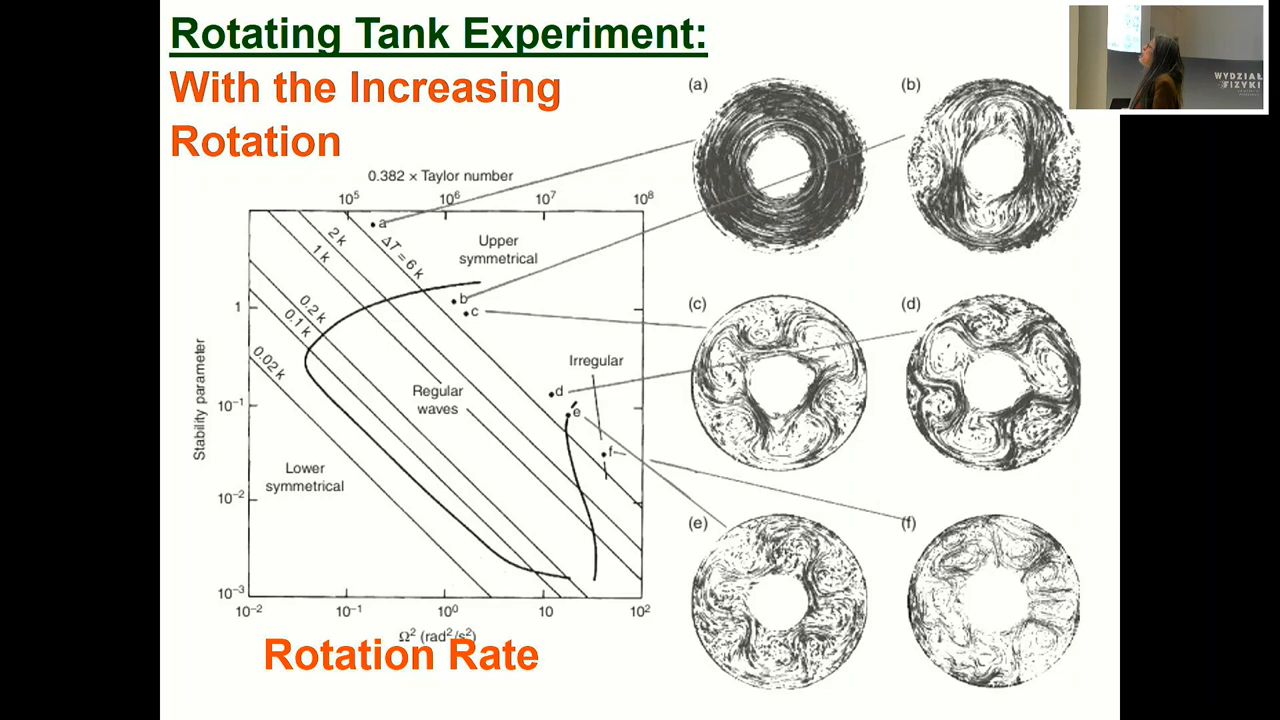 Rotating Tank Experiment:
With the Increasing
Rotation
WYDZIAŁ
FIZYKI
0.382 × Taylor number
10⁵
10⁶
10⁷
10⁸
(a)
(b)
(c)
(d)
(e)
(f)
Stability parameter
1
10⁻¹
10⁻²
10⁻³
a
b
c
d
e
f
2 k
1 k
ΔT = 6 k
0.2 k
0.1 k
0.02 k
Upper
symmetrical
Irregular
Regular
waves
Lower
symmetrical
10⁻²
10⁻¹
10⁰
10
10²
Ω² (rad²/s²)
Rotation Rate